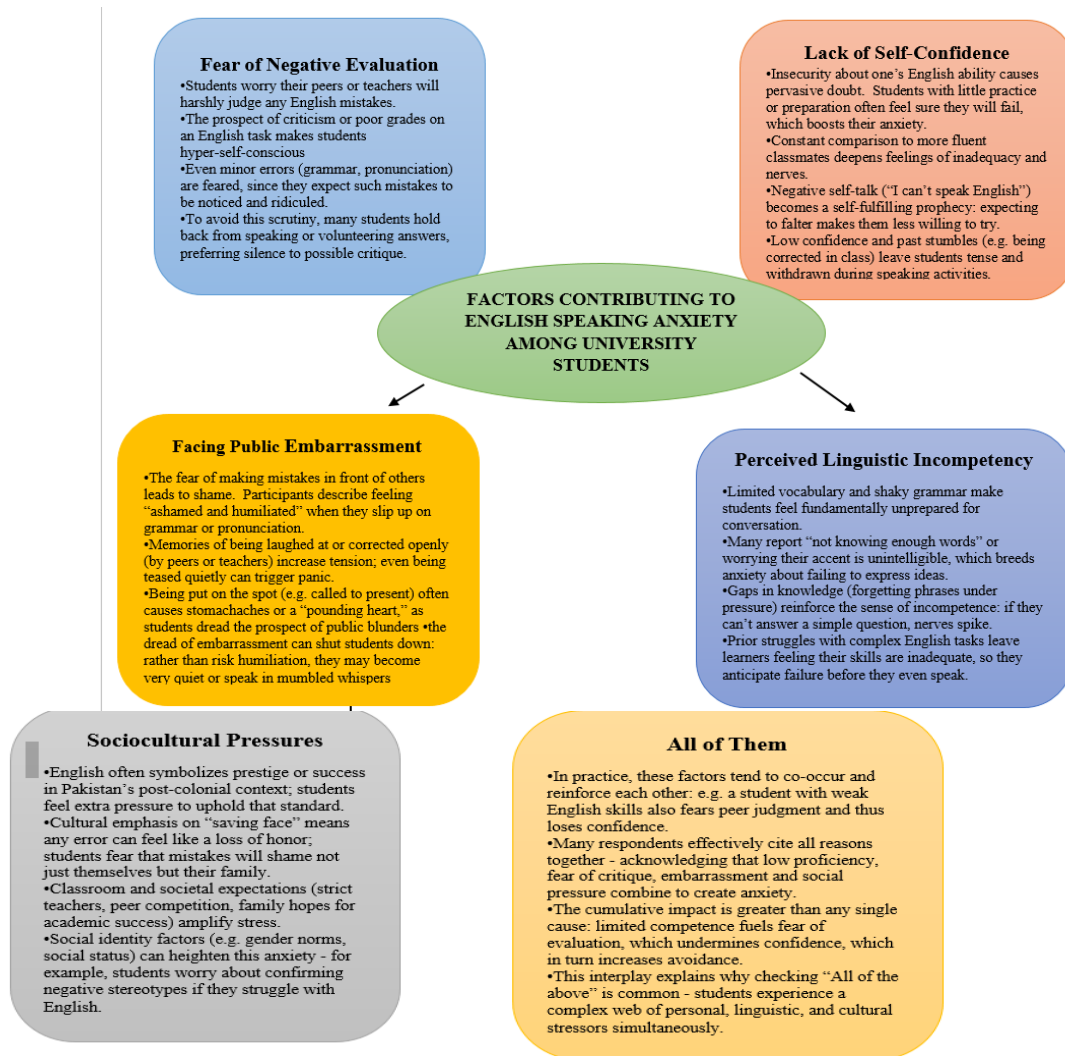 Fear of Negative Evaluation
•Students worry their peers or teachers will
harshly judge any English mistakes.
•The prospect of criticism or poor grades on
an English task makes students
hyper-self-conscious
•Even minor errors (grammar, pronunciation)
are feared, since they expect such mistakes to
be noticed and ridiculed.
•To avoid this scrutiny, many students hold
back from speaking or volunteering answers,
preferring silence to possible critique.
Lack of Self-Confidence
•Insecurity about one’s English ability causes
pervasive doubt. Students with little practice
or preparation often feel sure they will fail,
which boosts their anxiety.
•Constant comparison to more fluent
classmates deepens feelings of inadequacy and
nerves.
•Negative self-talk (“I can’t speak English”)
becomes a self-fulfilling prophecy: expecting
to falter makes them less willing to try.
•Low confidence and past stumbles (e.g. being
corrected in class) leave students tense and
withdrawn during speaking activities.
FACTORS CONTRIBUTING TO
ENGLISH SPEAKING ANXIETY
AMONG UNIVERSITY
STUDENTS
Facing Public Embarrassment
•The fear of making mistakes in front of others
leads to shame. Participants describe feeling
“ashamed and humiliated” when they slip up on
grammar or pronunciation.
•Memories of being laughed at or corrected openly
(by peers or teachers) increase tension; even being
teased quietly can trigger panic.
•Being put on the spot (e.g. called to present) often
causes stomachaches or a “pounding heart,” as
students dread the prospect of public blunders •the
dread of embarrassment can shut students down:
rather than risk humiliation, they may become
very quiet or speak in mumbled whispers
Perceived Linguistic Incompetency
•Limited vocabulary and shaky grammar make
students feel fundamentally unprepared for
conversation.
•Many report “not knowing enough words” or
worrying their accent is unintelligible, which breeds
anxiety about failing to express ideas.
•Gaps in knowledge (forgetting phrases under
pressure) reinforce the sense of incompetence: if they
can’t answer a simple question, nerves spike.
•Prior struggles with complex English tasks leave
learners feeling their skills are inadequate, so they
anticipate failure before they even speak.
Sociocultural Pressures
•English often symbolizes prestige or success
in Pakistan’s post-colonial context; students
feel extra pressure to uphold that standard.
•Cultural emphasis on “saving face” means
any error can feel like a loss of honor;
students fear that mistakes will shame not
just themselves but their family.
•Classroom and societal expectations (strict
teachers, peer competition, family hopes for
academic success) amplify stress.
•Social identity factors (e.g. gender norms,
social status) can heighten this anxiety - for
example, students worry about confirming
negative stereotypes if they struggle with
English.
All of Them
•In practice, these factors tend to co-occur and
reinforce each other: e.g. a student with weak
English skills also fears peer judgment and thus
loses confidence.
•Many respondents effectively cite all reasons
together - acknowledging that low proficiency,
fear of critique, embarrassment and social
pressure combine to create anxiety.
•The cumulative impact is greater than any single
cause: limited competence fuels fear of
evaluation, which undermines confidence, which
in turn increases avoidance.
•This interplay explains why checking “All of the
above” is common - students experience a
complex web of personal, linguistic, and cultural
stressors simultaneously.